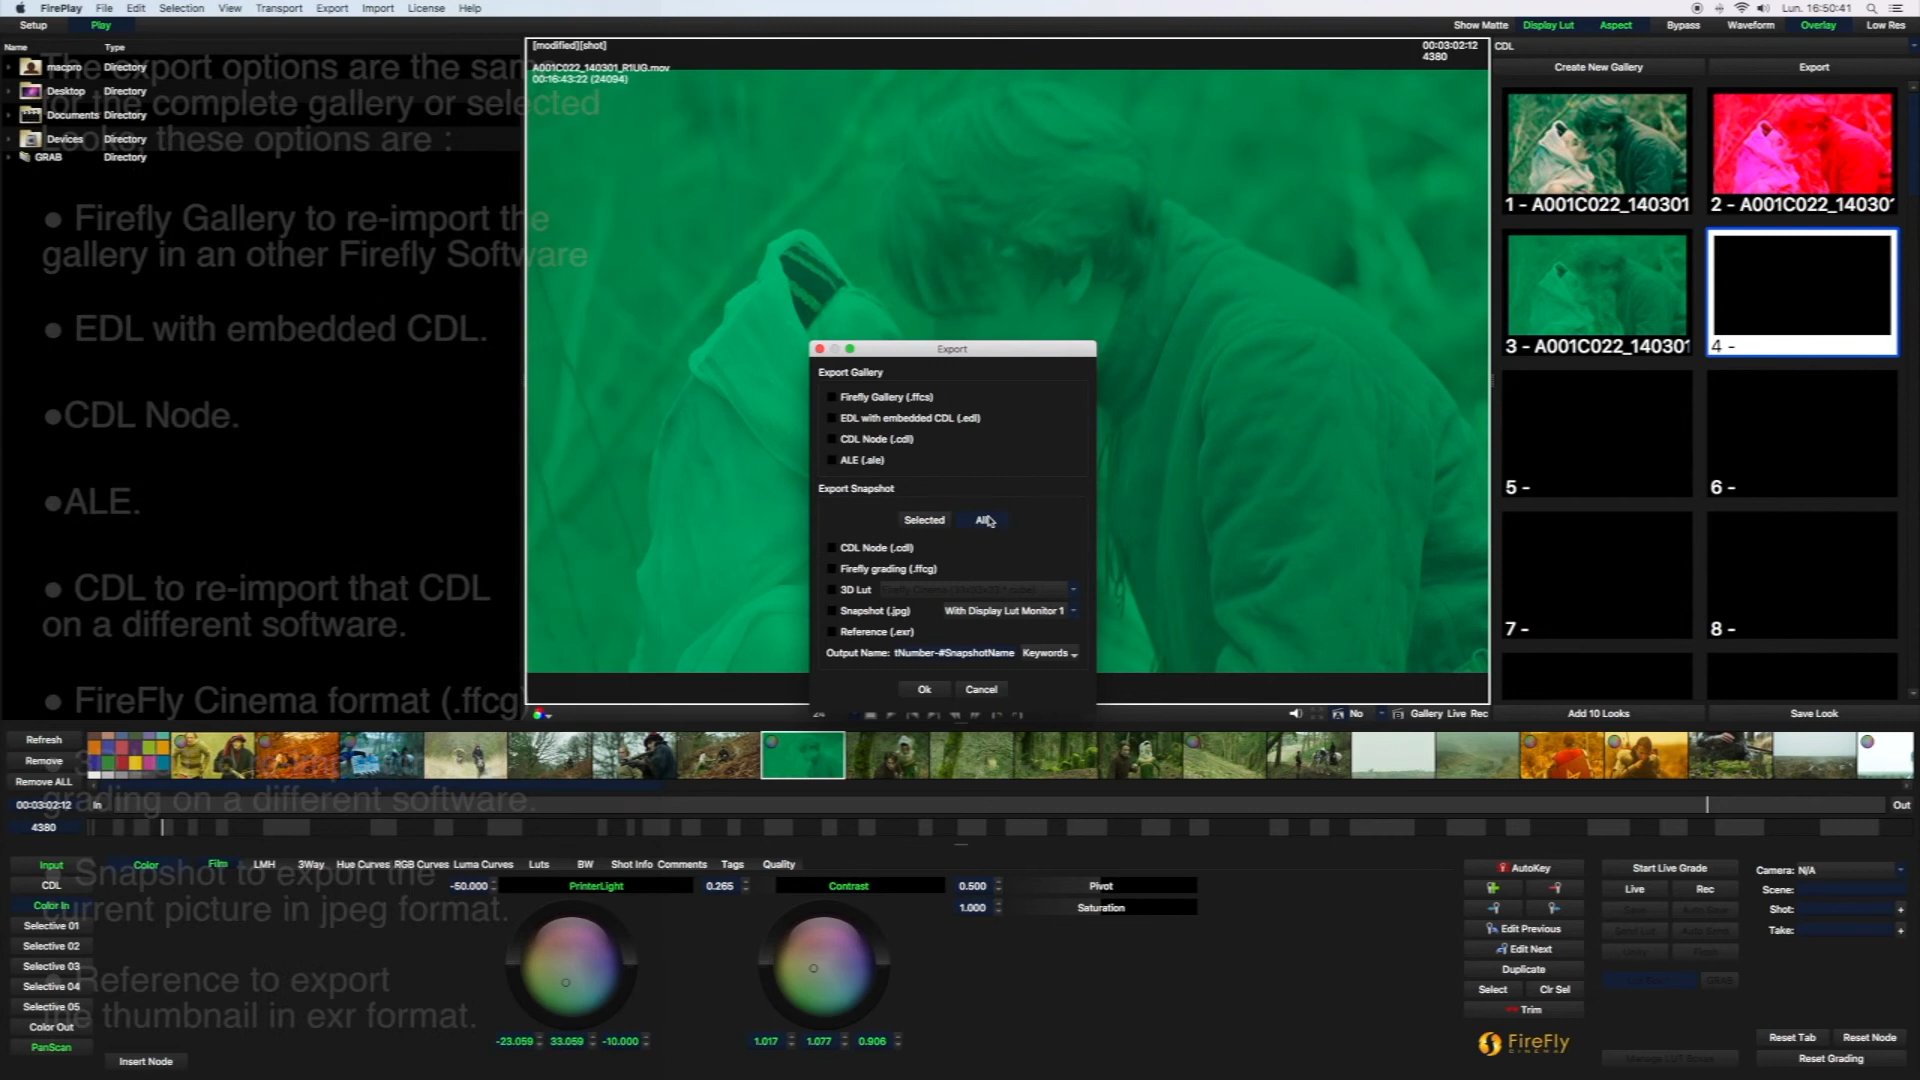 FirePlay File Edit Selection View Transport Export Import License Help
Lun. 16:50:41
Setup Play
Show Matte Display Lut Aspect Bypass Waveform Overlay Low Res
Name Type
macpro Directory
Desktop Directory
Documents Directory
Devices Directory
GRAB Directory
The export options are the sam
for the complete gallery or selected
Looks, these options are :
● Firefly Gallery to re-import the
gallery in an other Firefly Software
● EDL with embedded CDL.
●CDL Node.
●ALE.
● CDL to re-import that CDL
on a different software.
● FireFly Cinema format (.ffcg)
grading on a different software.
● Snapshot to export the
current picture in jpeg format.
● Reference to export
the thumbnail in exr format.
[modified][shot]
A001C022_140301_R1UG.mov
00:16:43:22 (24094)
00:03:02:12
4380
Export
Export Gallery
Firefly Gallery (.ffcs)
EDL with embedded CDL (.edl)
CDL Node (.cdl)
ALE (.ale)
Export Snapshot
Selected All
CDL Node (.cdl)
Firefly grading (.ffcg)
3D Lut
Snapshot (.jpg) With Display Lut Monitor 1
Reference (.exr)
Output Name: tNumber-#SnapshotName Keywords
Ok Cancel
No Gallery Live Rec
CDL
Create New Gallery Export
1 - A001C022_140301
2 - A001C022_14030
3 - A001C022_140301
4 -
5 -
6 -
7 -
8 -
Add 10 Looks Save Look
Refresh
Remove
Remove ALL
00:03:02:12 In Out
4380
Input
CDL
Color In
Selective 01
Selective 02
Selective 03
Selective 04
Selective 05
Color Out
PanScan
Color Film LMH 3Way Hue Curves RGB Curves Luma Curves Luts BW Shot Info Comments Tags Quality
-50.000 PrinterLight 0.265 Contrast 0.500 Pivot
1.000 Saturation
-23.059 33.059 -10.000 1.017 1.077 0.906
Insert Node
AutoKey
Edit Previous
Edit Next
Duplicate
Select Clr Sel
Trim
FIREFLY
CINEMA
Start Live Grade
Live Rec
GRAB
Manage LUT Boxes
Camera: N/A
Scene:
Shot: +
Take: +
Reset Tab Reset Node
Reset Grading